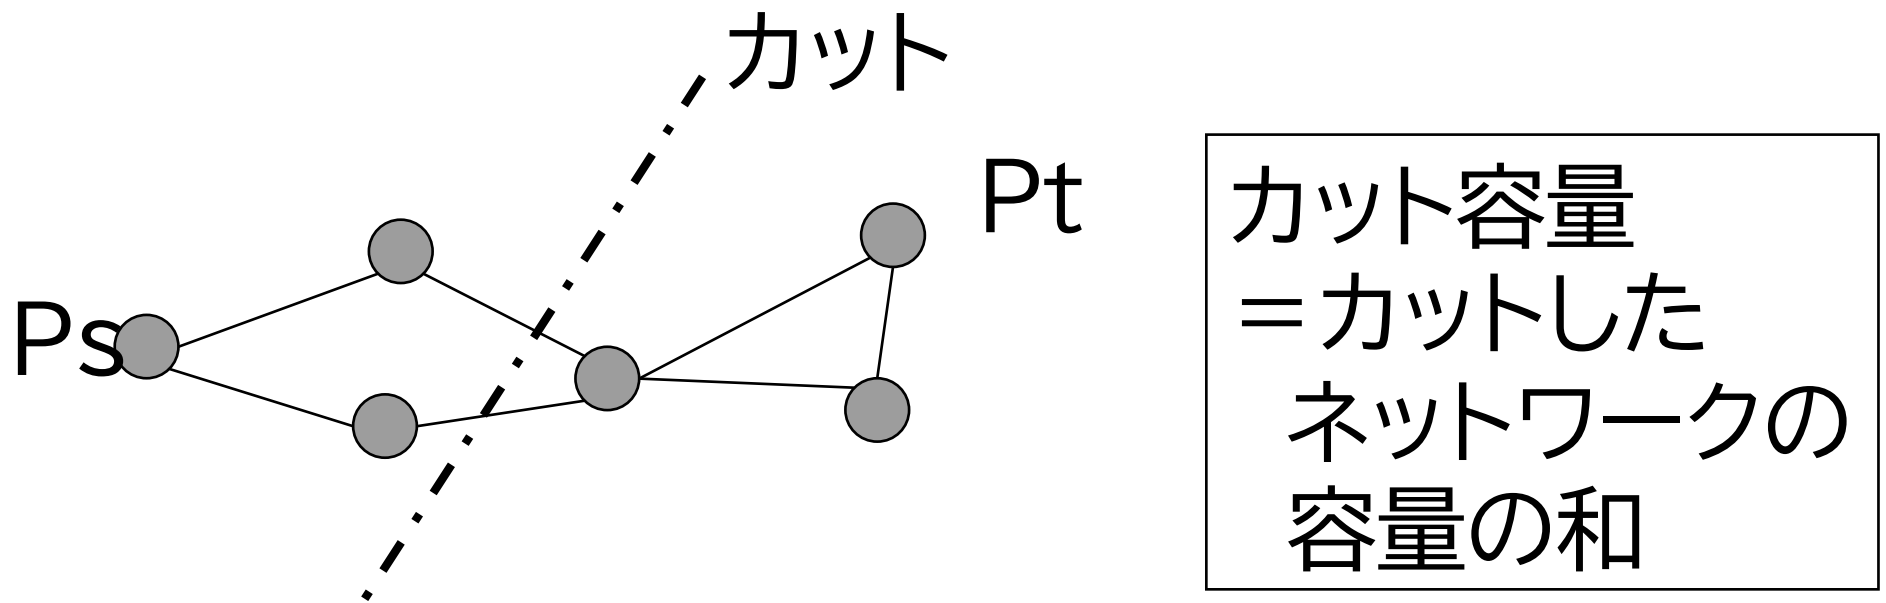 カット
Pt
Ps
カット容量
＝カットした
ネットワークの
容量の和